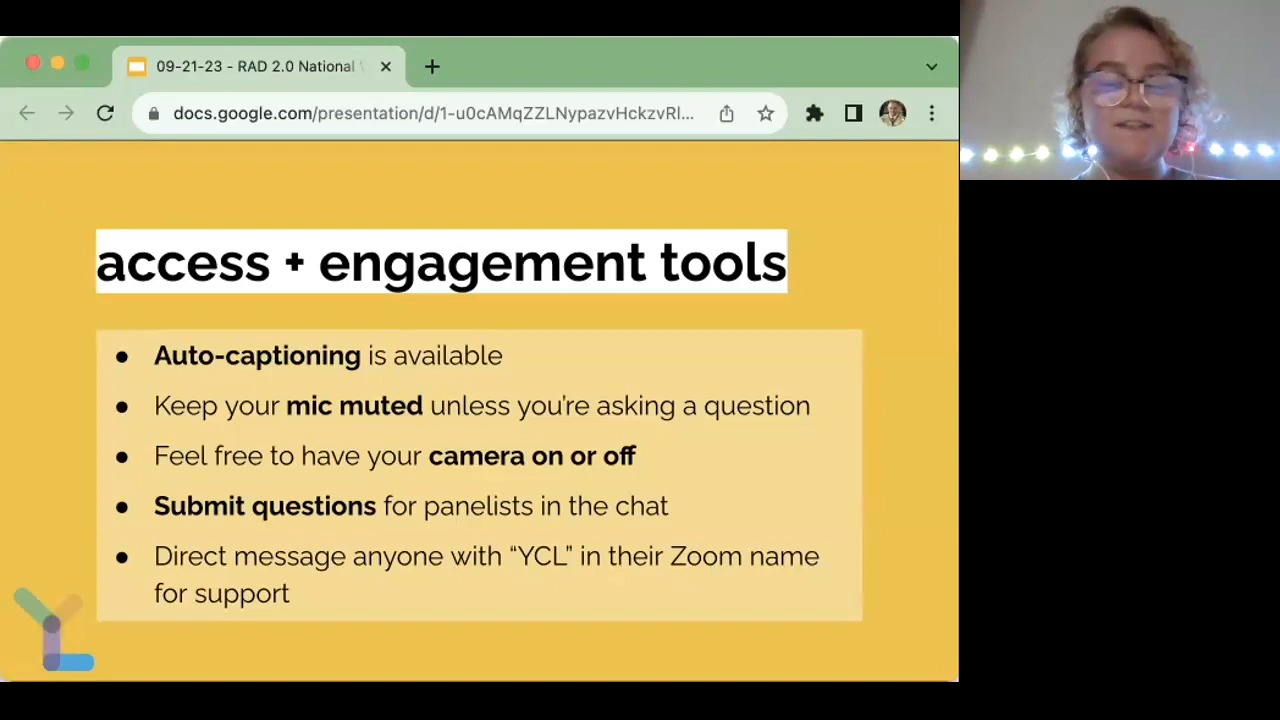 09-21-23 - RAD 2.0 National
docs.google.com/presentation/d/1-u0cAMqZZLNypazvHckzvRl...
access + engagement tools
● Auto-captioning is available
● Keep your mic muted unless you’re asking a question
● Feel free to have your camera on or off
● Submit questions for panelists in the chat
● Direct message anyone with “YCL” in their Zoom name
for support